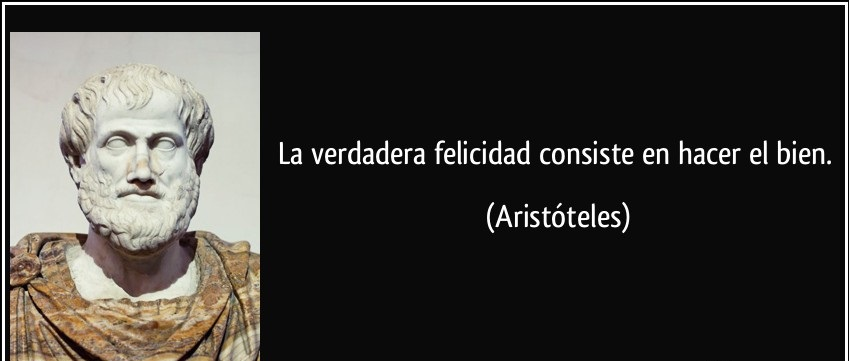 La verdadera felicidad consiste en hacer el bien.
(Aristóteles)